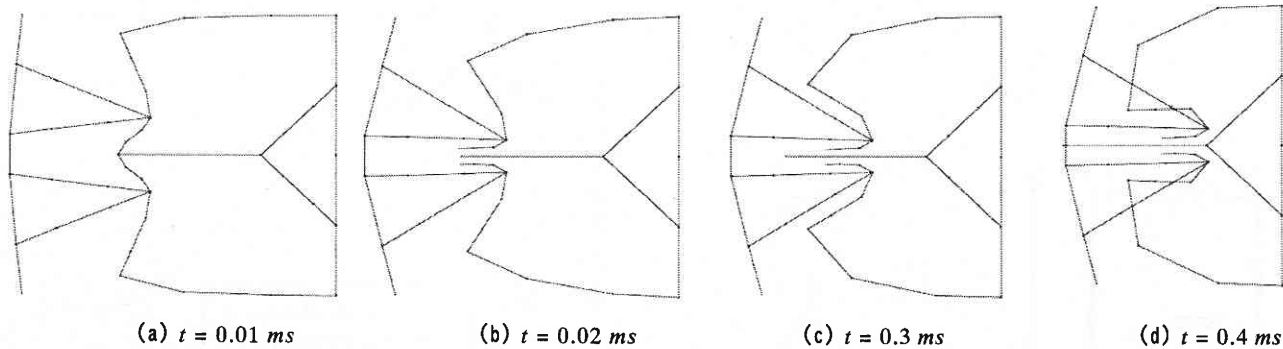 (a) t = 0.01 ms
(b) t = 0.02 ms
(c) t = 0.3 ms
(d) t = 0.4 ms